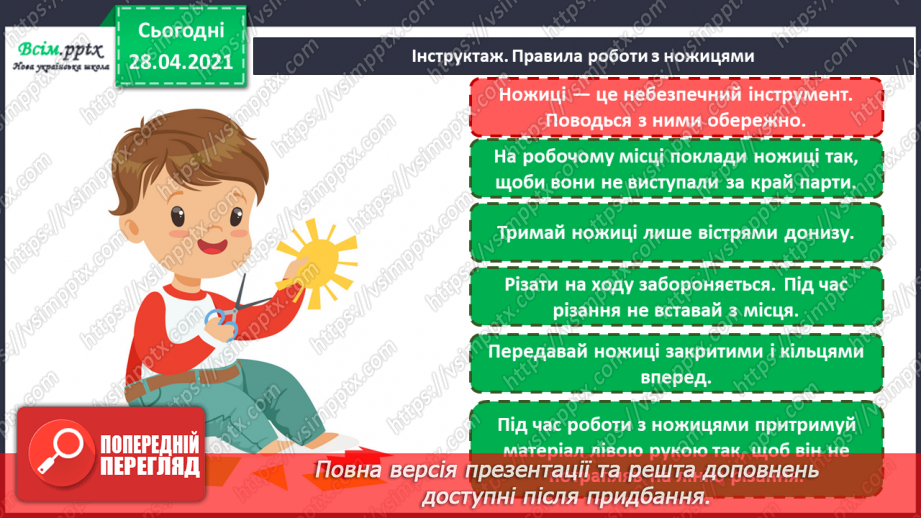 Сьогодні
28.04.2021
Всім.pptx
Нова українська школа
Інструктаж. Правила роботи з ножицями
Ножиці — це небезпечний інструмент.
Поводься з ними обережно.
На робочому місці поклади ножиці так,
щоби вони не виступали за край парти.
Тримай ножиці лише вістрями донизу.
Різати на ходу забороняється. Під час
різання не вставай з місця.
Передавай ножиці закритими і кільцями
вперед.
Під час роботи з ножицями притримуй
матеріал лівою рукою так, щоб він не
потрапляв на лінію різання.
ПОПЕРЕДНІЙ
ПЕРЕГЛЯД
Повна версія презентації та решта доповнень
доступні після придбання.
https://vsimpptx.com